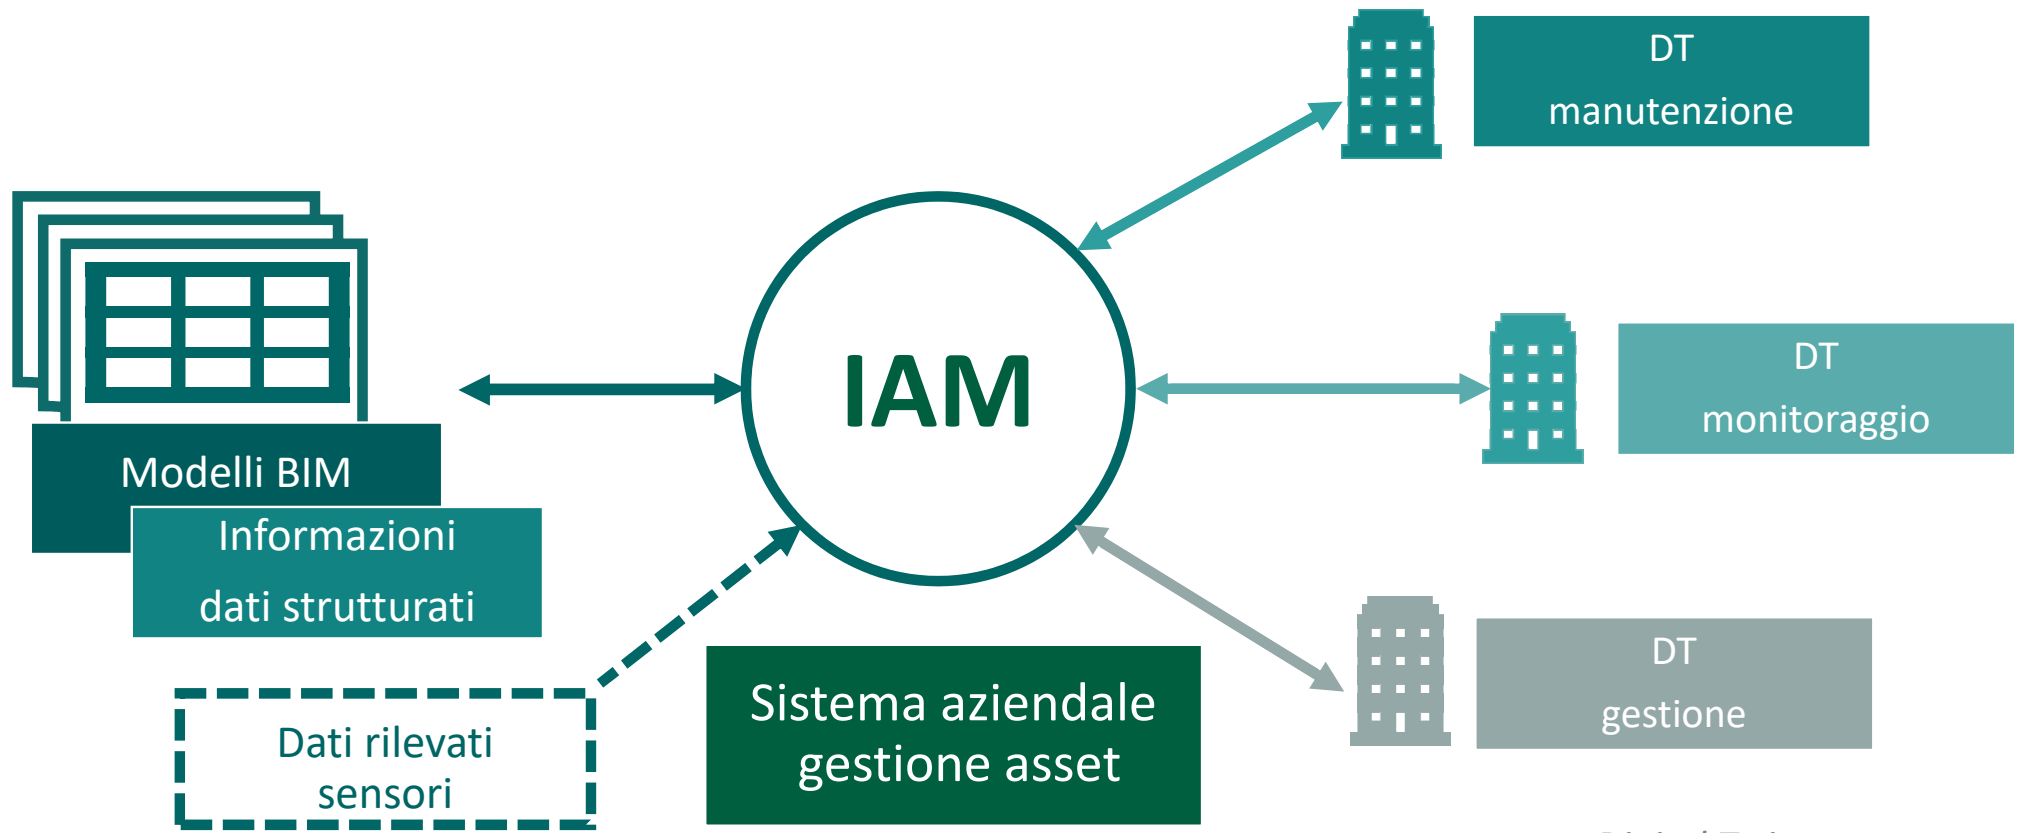 DT
manutenzione
IAM
DT
monitoraggio
Modelli BIM
Informazioni
dati strutturati
Dati rilevati
sensori
Sistema aziendale
gestione asset
DT
gestione